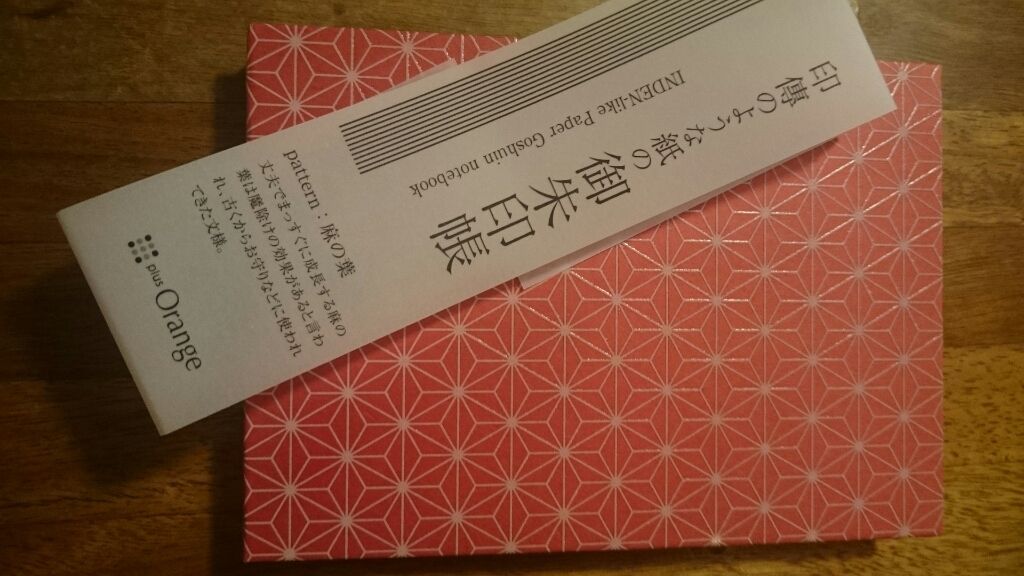 印傳のような紙の
御朱印帳
INDEN-like Paper Goshuin notebook
pattern : 麻の葉
丈夫でまっすぐに成長する麻の
葉は魔除けの効果があると言わ
れ、古くからお守りなどに使われ
てきた文様。
plus Orange